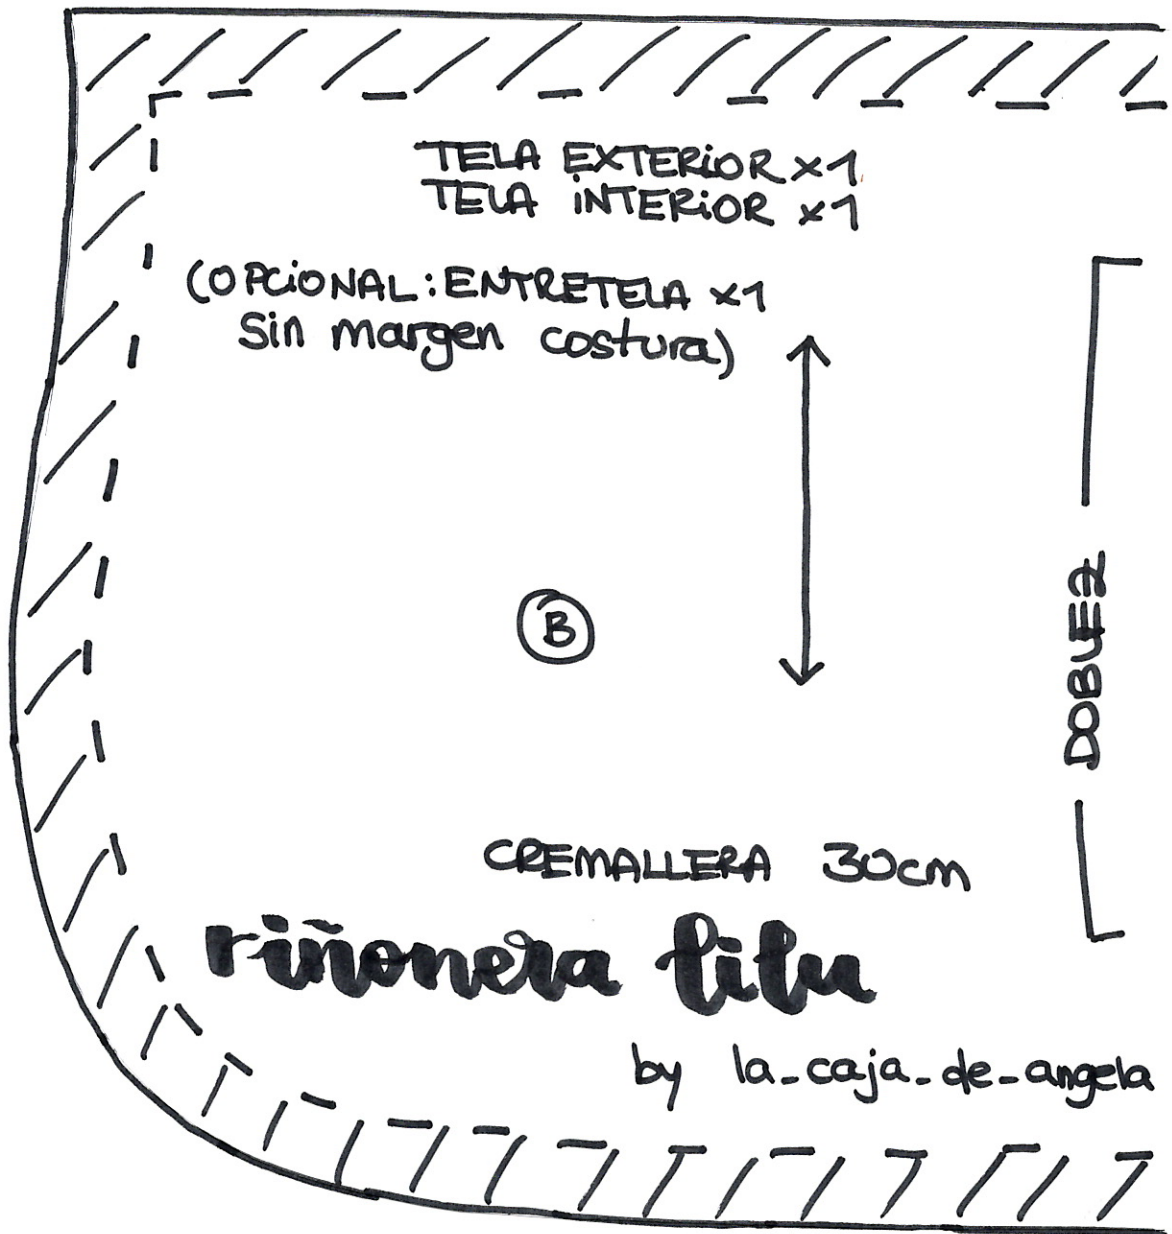 TELA EXTERIOR x1
TELA INTERIOR x1
(OPCIONAL: ENTRETELA x1
Sin margen costura)
B
DOBLEZ
CREMALLERA 30cm
riñonera lilu
by la_caja_de_angela